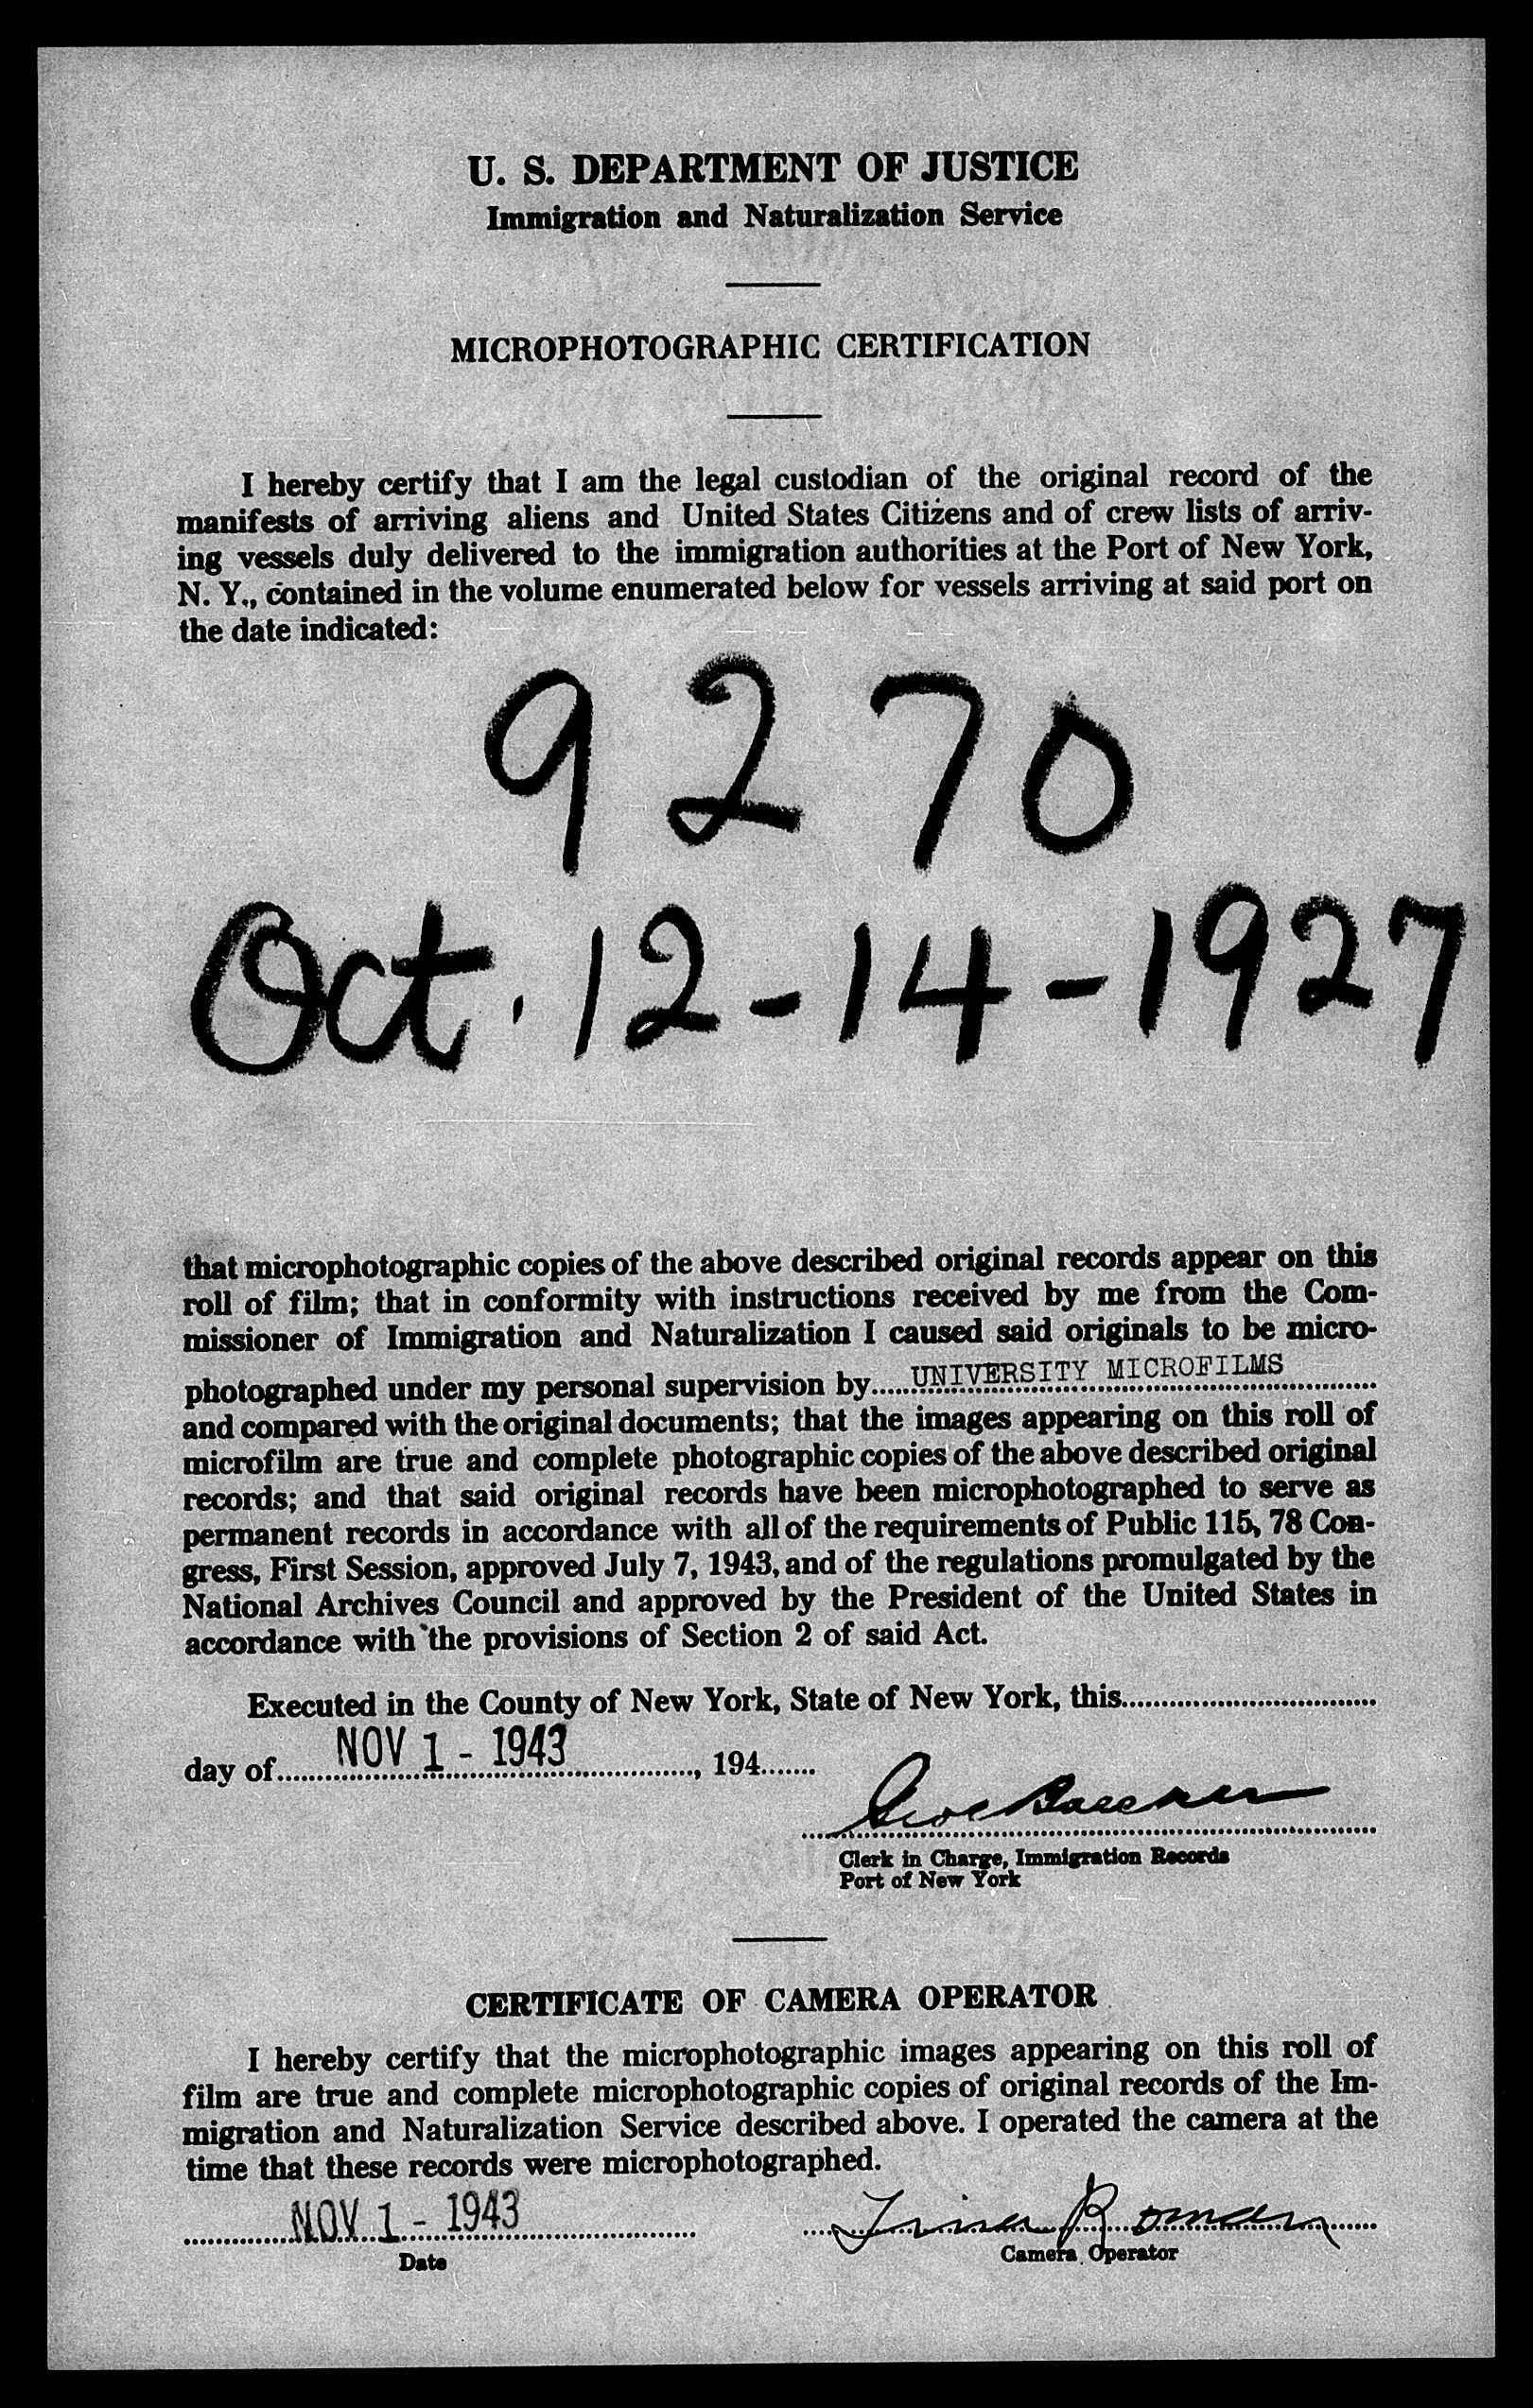 U. S. DEPARTMENT OF JUSTICE
Immigration and Naturalization Service
MICROPHOTOGRAPHIC CERTIFICATION
I hereby certify that I am the legal custodian of the original record of the
manifests of arriving aliens and United States Citizens and of crew lists of arriv-
ing vessels duly delivered to the immigration authorities at the Port of New York,
N. Y., contained in the volume enumerated below for vessels arriving at said port on
the date indicated:
9270
Oct. 12-14-1927
that microphotographic copies of the above described original records appear on this
roll of film; that in conformity with instructions received by me from the Com-
missioner of Immigration and Naturalization I caused said originals to be micro-
photographed under my personal supervision by UNIVERSITY MICROFILMS
and compared with the original documents; that the images appearing on this roll of
microfilm are true and complete photographic copies of the above described original
records; and that said original records have been microphotographed to serve as
permanent records in accordance with all of the requirements of Public 115, 78 Con-
gress, First Session, approved July 7, 1943, and of the regulations promulgated by the
National Archives Council and approved by the President of the United States in
accordance with the provisions of Section 2 of said Act.
Executed in the County of New York, State of New York, this
day of NOV 1 - 1943, 194
Clerk in Charge, Immigration Records
Port of New York
CERTIFICATE OF CAMERA OPERATOR
I hereby certify that the microphotographic images appearing on this roll of
film are true and complete microphotographic copies of original records of the Im-
migration and Naturalization Service described above. I operated the camera at the
time that these records were microphotographed.
NOV 1 - 1943
Date
Camera Operator